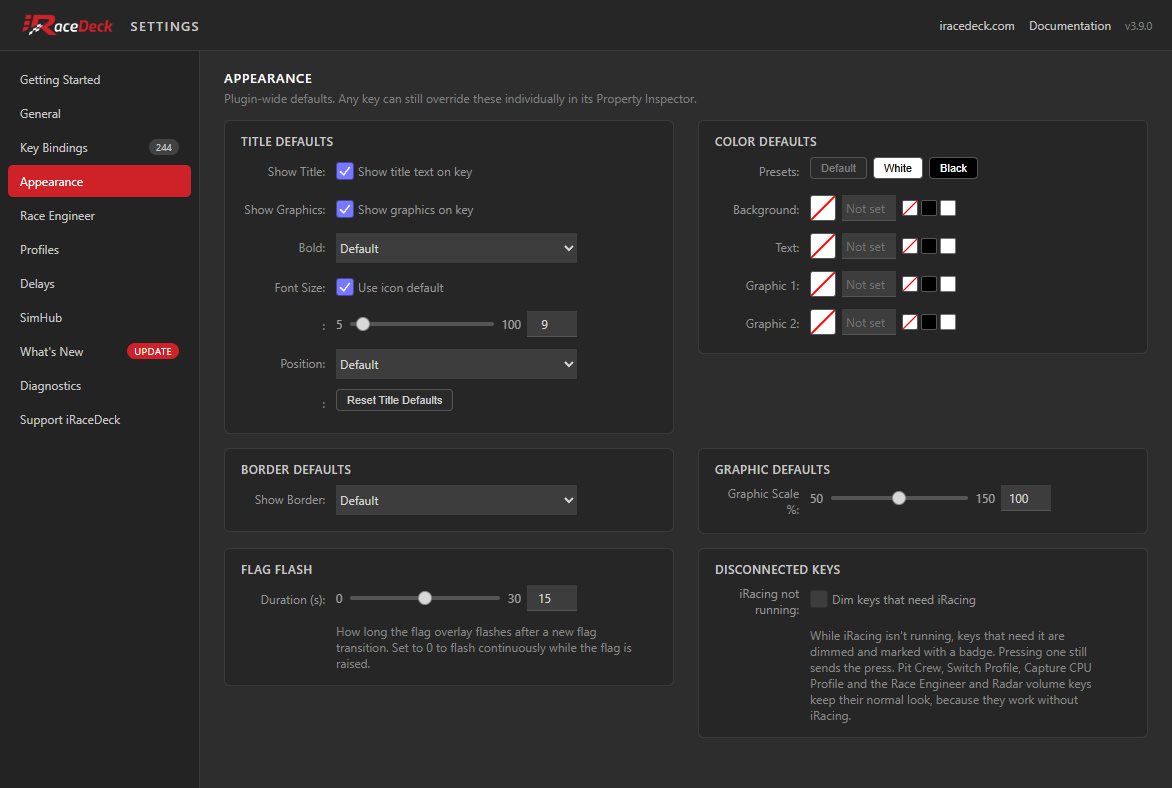 iRaceDeck SETTINGS
iracedeck.com Documentation v3.9.0
Getting Started
General
Key Bindings 244
Appearance
Race Engineer
Profiles
Delays
SimHub
What's New UPDATE
Diagnostics
Support iRaceDeck
APPEARANCE
Plugin-wide defaults. Any key can still override these individually in its Property Inspector.
TITLE DEFAULTS
Show Title: Show title text on key
Show Graphics: Show graphics on key
Bold: Default
Font Size: Use icon default
: 5 100 9
Position: Default
: Reset Title Defaults
COLOR DEFAULTS
Presets: Default White Black
Background: Not set
Text: Not set
Graphic 1: Not set
Graphic 2: Not set
BORDER DEFAULTS
Show Border: Default
GRAPHIC DEFAULTS
Graphic Scale
%: 50 150 100
FLAG FLASH
Duration (s): 0 30 15
How long the flag overlay flashes after a new flag
transition. Set to 0 to flash continuously while the flag is
raised.
DISCONNECTED KEYS
iRacing not
running: Dim keys that need iRacing
While iRacing isn't running, keys that need it are
dimmed and marked with a badge. Pressing one still
sends the press. Pit Crew, Switch Profile, Capture CPU
Profile and the Race Engineer and Radar volume keys
keep their normal look, because they work without
iRacing.